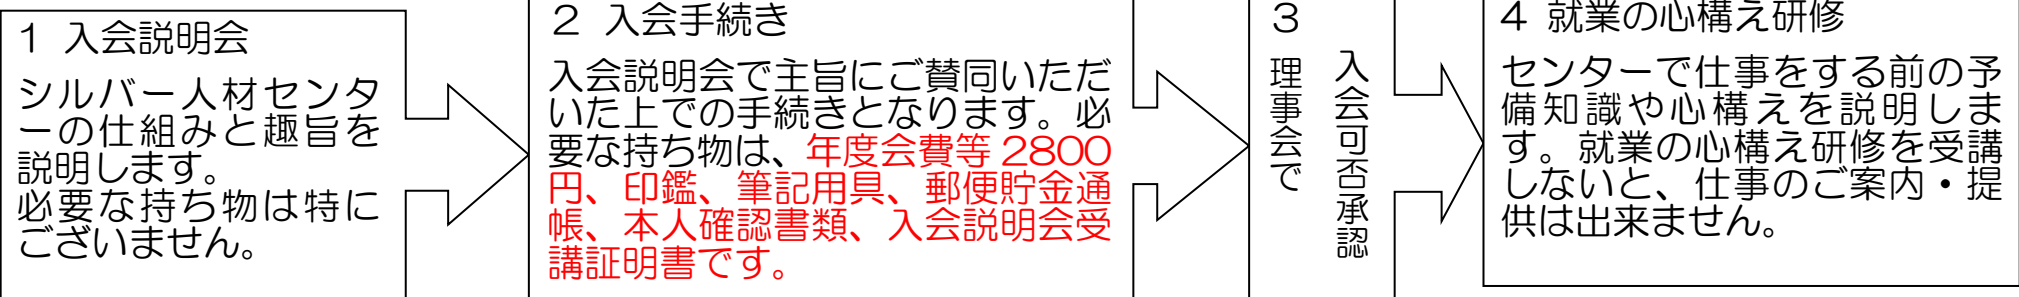 1 入会説明会
シルバー人材センタ
ーの仕組みと趣旨を
説明します。
必要な持ち物は特に
ございません。
2 入会手続き
入会説明会で主旨にご賛同いただ
いた上での手続きとなります。必
要な持ち物は、年度会費等 2800
円、印鑑、筆記用具、郵便貯金通
帳、本人確認書類、入会説明会受
講証明書です。
3
理事会で
入会可否承認
4 就業の心構え研修
センターで仕事をする前の予
備知識や心構えを説明しま
す。就業の心構え研修を受講
しないと、仕事のご案内・提
供は出来ません。